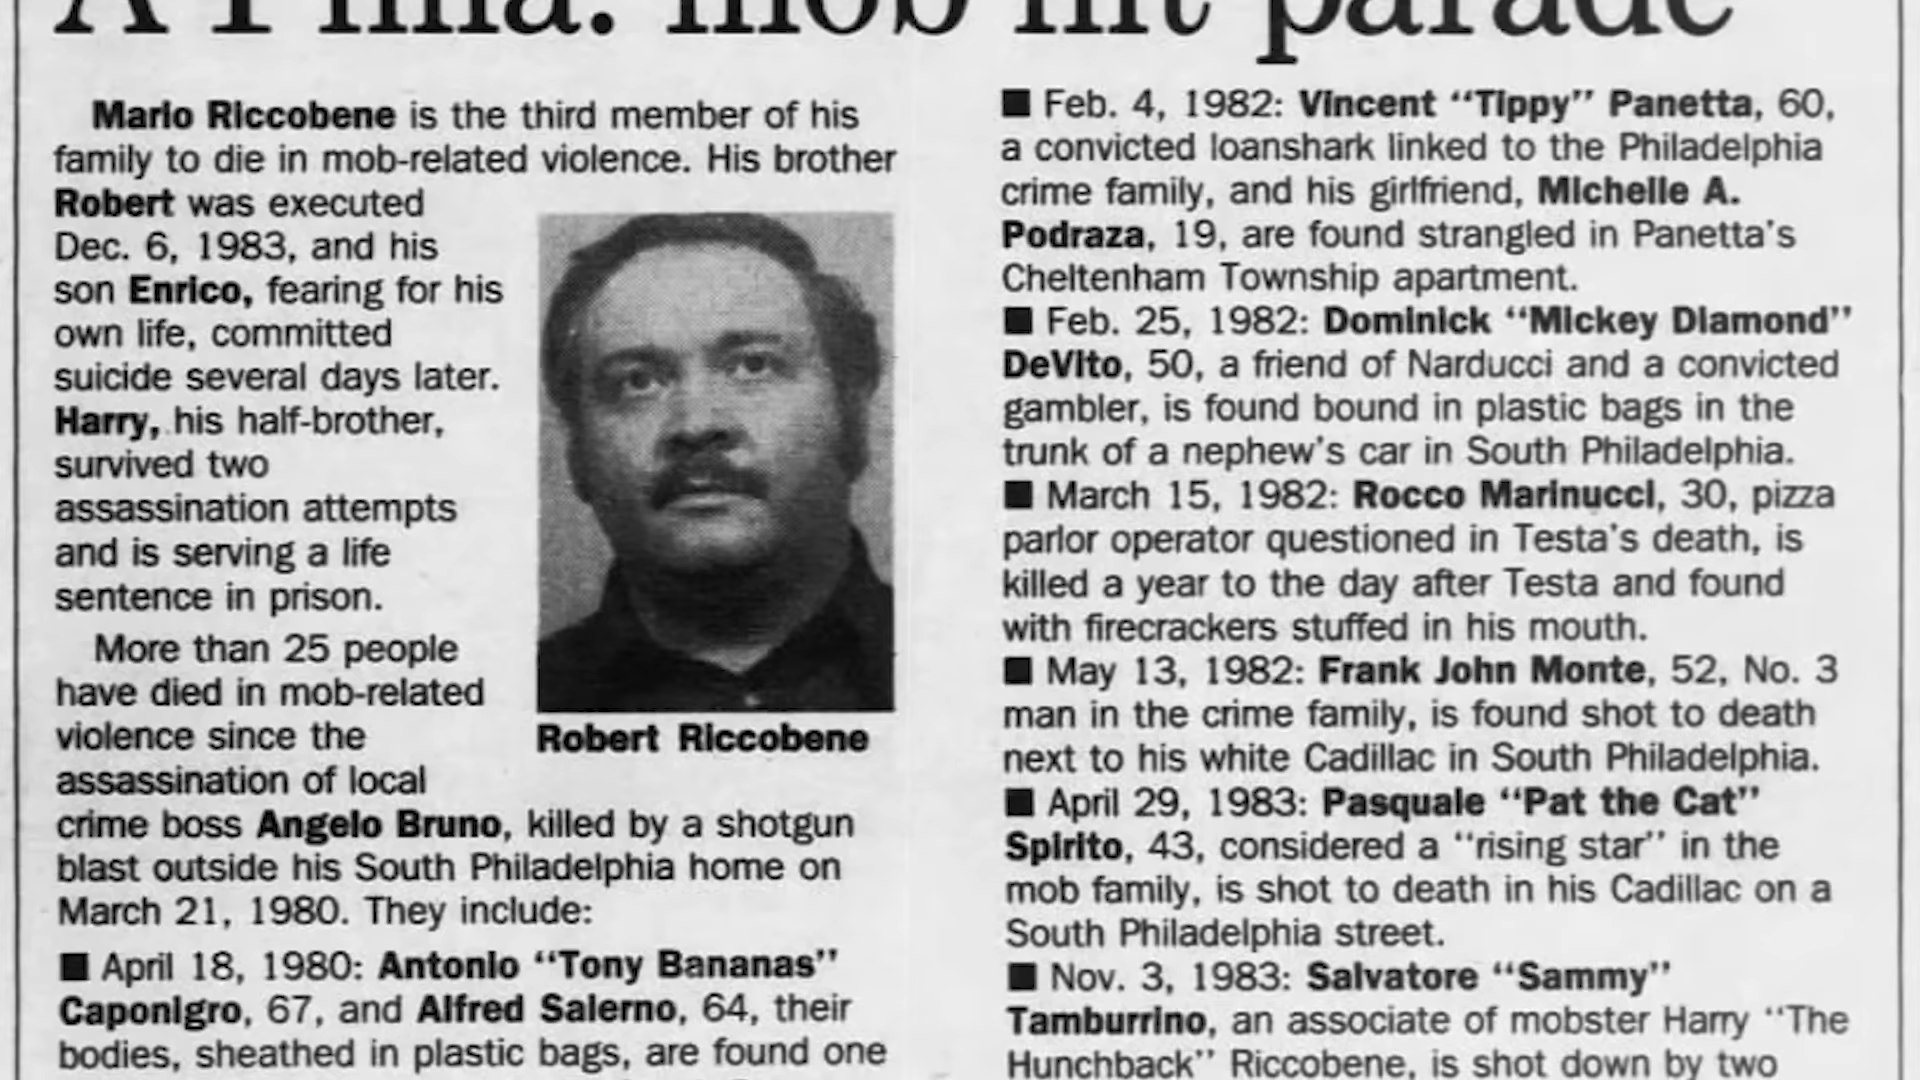 A Phila. mob hit parade
Mario Riccobene is the third member of his
family to die in mob-related violence. His brother
Robert was executed
Dec. 6, 1983, and his
son Enrico, fearing for his
own life, committed
suicide several days later.
Harry, his half-brother,
survived two
assassination attempts
and is serving a life
sentence in prison.
More than 25 people
have died in mob-related
violence since the
assassination of local
crime boss Angelo Bruno, killed by a shotgun
blast outside his South Philadelphia home on
March 21, 1980. They include:
■ April 18, 1980: Antonio “Tony Bananas”
Caponigro, 67, and Alfred Salerno, 64, their
bodies, sheathed in plastic bags, are found one
Robert Riccobene
■ Feb. 4, 1982: Vincent “Tippy” Panetta, 60,
a convicted loanshark linked to the Philadelphia
crime family, and his girlfriend, Michelle A.
Podraza, 19, are found strangled in Panetta's
Cheltenham Township apartment.
■ Feb. 25, 1982: Dominick “Mickey Diamond”
DeVito, 50, a friend of Narducci and a convicted
gambler, is found bound in plastic bags in the
trunk of a nephew's car in South Philadelphia.
■ March 15, 1982: Rocco Marinucci, 30, pizza
parlor operator questioned in Testa's death, is
killed a year to the day after Testa and found
with firecrackers stuffed in his mouth.
■ May 13, 1982: Frank John Monte, 52, No. 3
man in the crime family, is found shot to death
next to his white Cadillac in South Philadelphia.
■ April 29, 1983: Pasquale “Pat the Cat”
Spirito, 43, considered a “rising star” in the
mob family, is shot to death in his Cadillac on a
South Philadelphia street.
■ Nov. 3, 1983: Salvatore “Sammy”
Tamburrino, an associate of mobster Harry “The
Hunchback” Riccobene, is shot down by two